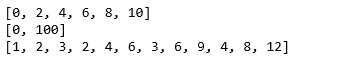 [0, 2, 4, 6, 8, 10]
[0, 100]
[1, 2, 3, 2, 4, 6, 3, 6, 9, 4, 8, 12]